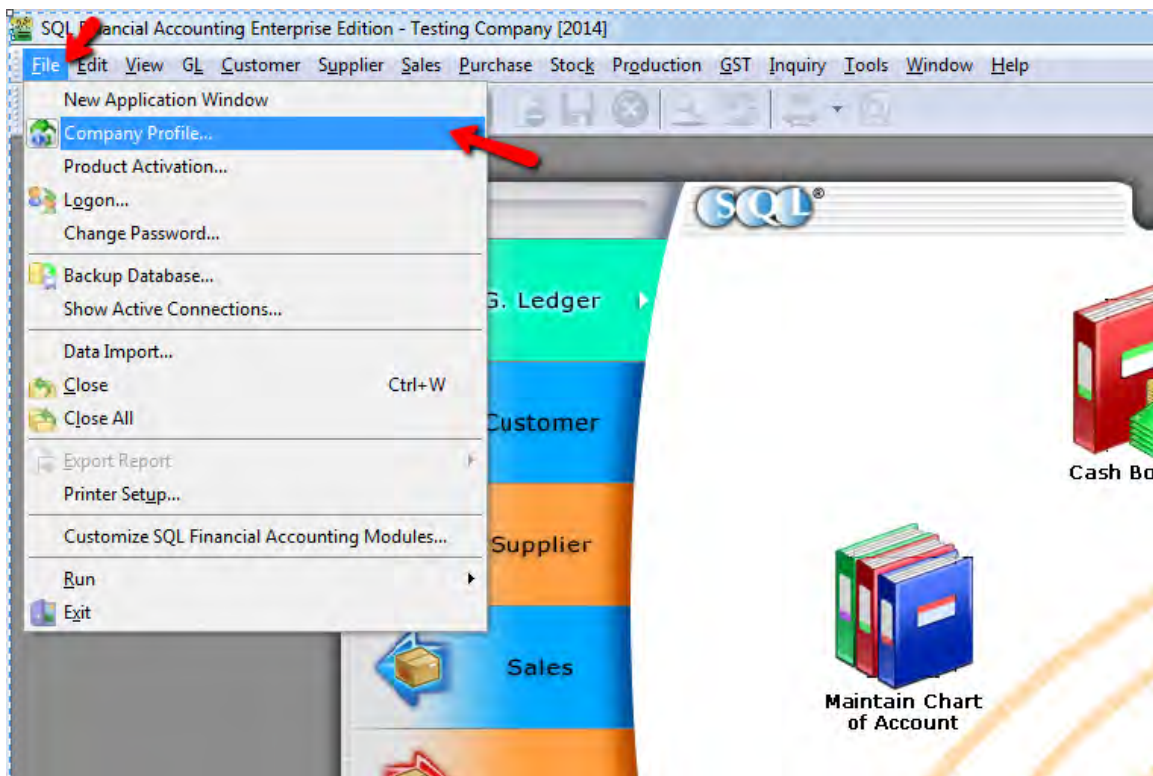 SQL Financial Accounting Enterprise Edition - Testing Company [2014]
File Edit View GL Customer Supplier Sales Purchase Stock Production GST Inquiry Tools Window Help
New Application Window
Company Profile...
Product Activation...
Logon...
Change Password...
Backup Database...
Show Active Connections...
Data Import...
Close Ctrl+W
Close All
Export Report
Printer Setup...
Customize SQL Financial Accounting Modules...
Run
Exit
SQL®
G. Ledger
Customer
Supplier
Sales
Cash Bo
Maintain Chart
of Account